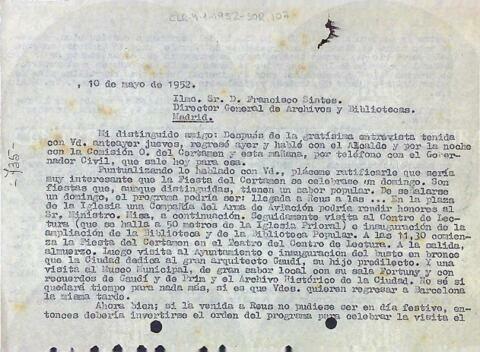 CLR-4-1-1952-SOR,107
, 10 de mayo de 1952.
Ilmo. Sr. D. Francisco Sintes.
Director General de Archivos y Bibliotecas.
Madrid.
Mi distinguido amigo: Después de la gratísima entrevista tenida
con Vd. anteayer jueves, regresé ayer y hablé con el Alcalde y por la noche
con la Comisión O. del Certamen y esta mañana, por teléfono con el Gober-
nador Civil, que sale hoy para esa.
Puntualizando lo hablado con Vd., pláceme ratificarle que sería
muy interesante que la Fiesta del Certamen se celebrase en domingo. Son
fiestas que, aunque distinguidas, tienen un sabor popular. De señalarse
un domingo, el programa podría ser: Llegada a Reus a las ... En la plaza
de la Iglesia una Compañía del Arma de Aviación podría rendir honores al
Sr. Ministro. Misa, a continuación. Seguidamente visita al Centro de Lec-
tura (que se halla a 50 metros de la Iglesia Prioral) e inauguración de la
ampliación de la Biblioteca y de la Biblioteca Popular. A las 11,30 comien-
za la Fiesta del Certamen en el Teatro del Centro de Lectura. A la salida,
almuerzo. Luego visita al Ayuntamiento e inauguración del busto en bronce
que la Ciudad dedica al gran arquitecto Gaudí, su hijo predilecto. Y una
visita al Museo Municipal, de gran sabor local con su sala Fortuny y con
recuerdos de Gaudí y de Prim y el Archivo Histórico de la Ciudad. No sé si
quedará tiempo para nada más, si es que Vdes. quieren regresar a Barcelona
la misma tarde.
Ahora bien; si la venida a Reus no pudiese ser en día festivo, en-
tonces debería invertirse el orden del programa para celebrar la visita el